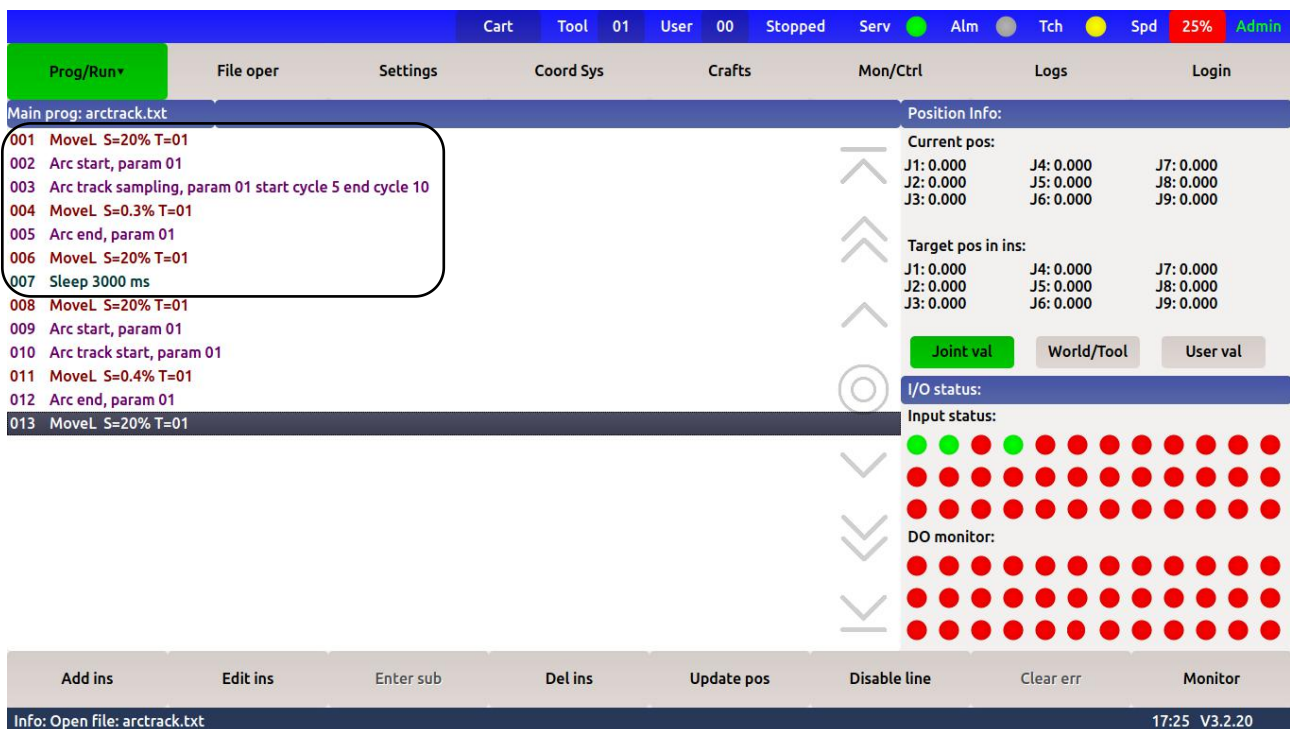 Cart Tool 01 User 00 Stopped Serv Alm Tch Spd 25% Admin
Prog/Run▾ File oper Settings Coord Sys Crafts Mon/Ctrl Logs Login
Main prog: arctrack.txt
001 MoveL S=20% T=01
002 Arc start, param 01
003 Arc track sampling, param 01 start cycle 5 end cycle 10
004 MoveL S=0.3% T=01
005 Arc end, param 01
006 MoveL S=20% T=01
007 Sleep 3000 ms
008 MoveL S=20% T=01
009 Arc start, param 01
010 Arc track start, param 01
011 MoveL S=0.4% T=01
012 Arc end, param 01
013 MoveL S=20% T=01
Position Info:
Current pos:
J1: 0.000 J4: 0.000 J7: 0.000
J2: 0.000 J5: 0.000 J8: 0.000
J3: 0.000 J6: 0.000 J9: 0.000
Target pos in ins:
J1: 0.000 J4: 0.000 J7: 0.000
J2: 0.000 J5: 0.000 J8: 0.000
J3: 0.000 J6: 0.000 J9: 0.000
Joint val World/Tool User val
I/O status:
Input status:
DO monitor:
Add ins Edit ins Enter sub Del ins Update pos Disable line Clear err Monitor
Info: Open file: arctrack.txt 17:25 V3.2.20